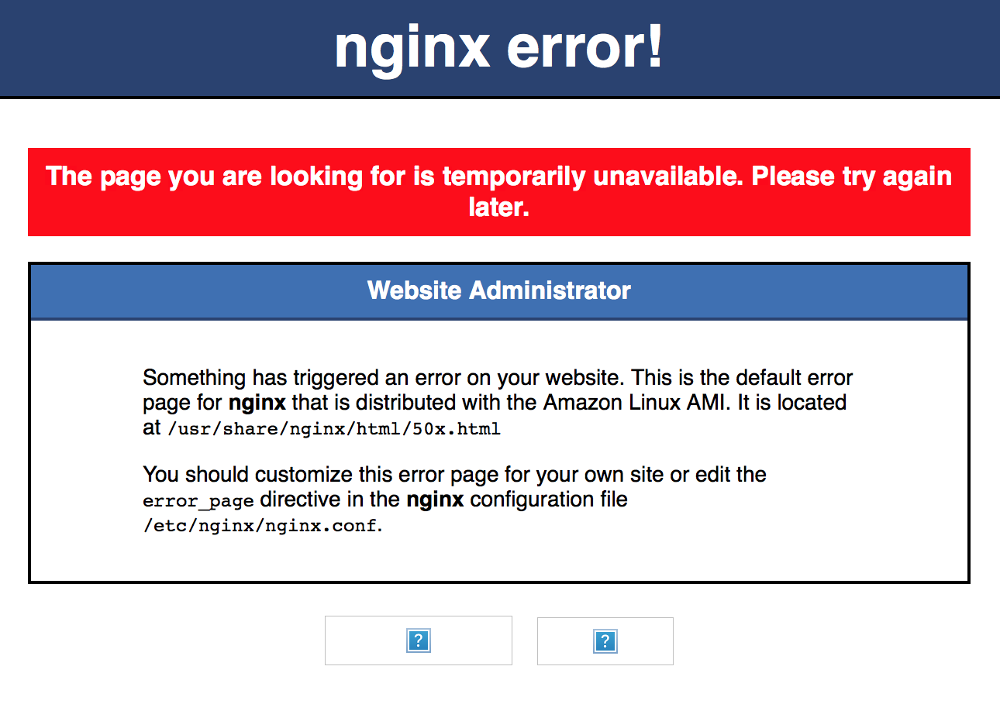 nginx error!
The page you are looking for is temporarily unavailable. Please try again
later.
Website Administrator
Something has triggered an error on your website. This is the default error
page for nginx that is distributed with the Amazon Linux AMI. It is located
at /usr/share/nginx/html/50x.html
You should customize this error page for your own site or edit the
error_page directive in the nginx configuration file
/etc/nginx/nginx.conf.
? ?